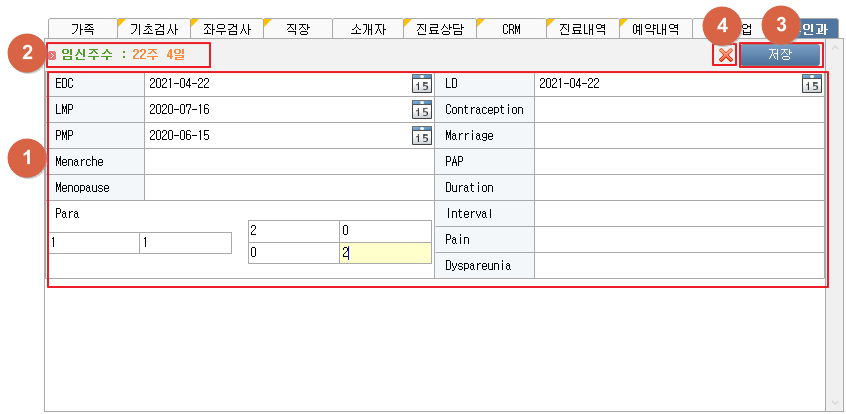 가족 기초검사 좌우검사 직장 소개자 진료상담 CRM 진료내역 예약내역 업 인과
2 임신주수 : 22주 4일 4 3 저장
1
EDC 2021-04-22 15 LD 2021-04-22 15
LMP 2020-07-16 15 Contraception
PMP 2020-06-15 15 Marriage
Menarche PAP
Menopause Duration
Para Interval
1 1 2 0
0 2 Pain
Dyspareunia